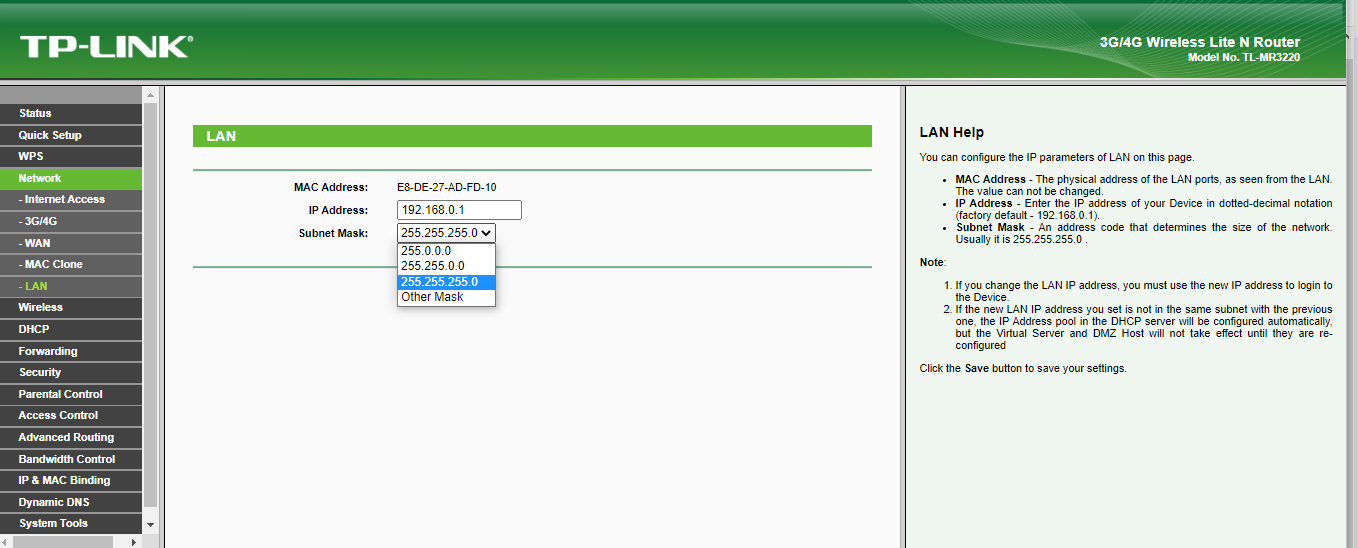 TP-LINK®
3G/4G Wireless Lite N Router
Model No. TL-MR3220
Status
Quick Setup
WPS
Network
- Internet Access
- 3G/4G
- WAN
- MAC Clone
- LAN
Wireless
DHCP
Forwarding
Security
Parental Control
Access Control
Advanced Routing
Bandwidth Control
IP & MAC Binding
Dynamic DNS
System Tools
LAN
MAC Address: E8-DE-27-AD-FD-10
IP Address: 192.168.0.1
Subnet Mask: 255.255.255.0
255.0.0.0
255.255.0.0
255.255.255.0
Other Mask
LAN Help
You can configure the IP parameters of LAN on this page.
• MAC Address - The physical address of the LAN ports, as seen from the LAN.
The value can not be changed.
• IP Address - Enter the IP address of your Device in dotted-decimal notation
(factory default - 192.168.0.1).
• Subnet Mask - An address code that determines the size of the network.
Usually it is 255.255.255.0 .
Note:
1. If you change the LAN IP address, you must use the new IP address to login to
the Device.
2. If the new LAN IP address you set is not in the same subnet with the previous
one, the IP Address pool in the DHCP server will be configured automatically,
but the Virtual Server and DMZ Host will not take effect until they are re-
configured
Click the Save button to save your settings.